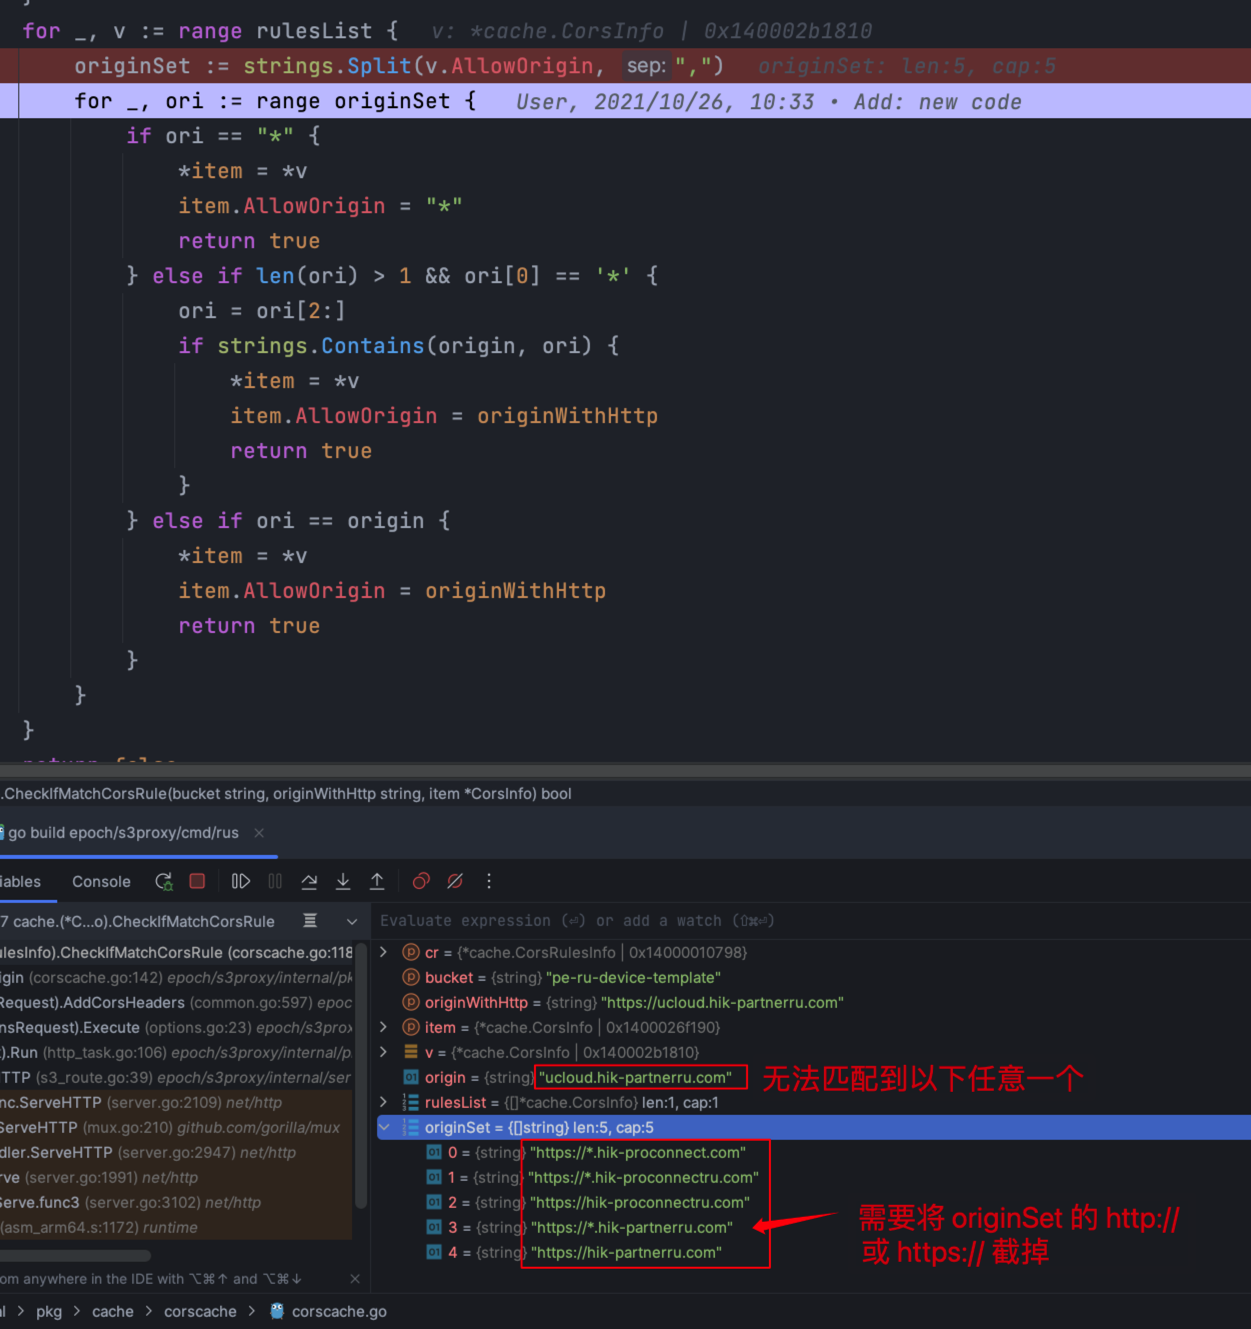 }
for _, v := range rulesList {   v: *cache.CorsInfo | 0x140002b1810
originSet := strings.Split(v.AllowOrigin, sep: ",")   originSet: len:5, cap:5
for _, ori := range originSet {   User, 2021/10/26, 10:33 • Add: new code
if ori == "*" {
*item = *v
item.AllowOrigin = "*"
return true
} else if len(ori) > 1 && ori[0] == '*' {
ori = ori[2:]
if strings.Contains(origin, ori) {
*item = *v
item.AllowOrigin = originWithHttp
return true
}
} else if ori == origin {
*item = *v
item.AllowOrigin = originWithHttp
return true
}
}
}
return false
.CheckIfMatchCorsRule(bucket string, originWithHttp string, item *CorsInfo) bool
go build epoch/s3proxy/cmd/rus ×
iables Console
7 cache.(*C...o).CheckIfMatchCorsRule
Evaluate expression (⏎) or add a watch (⇧⌘⏎)
ulesInfo).CheckIfMatchCorsRule (corscache.go:118
igin (corscache.go:142) epoch/s3proxy/internal/pk
Request).AddCorsHeaders (common.go:597) epoc
nsRequest).Execute (options.go:23) epoch/s3prox
).Run (http_task.go:106) epoch/s3proxy/internal/p
TTP (s3_route.go:39) epoch/s3proxy/internal/ser
nc.ServeHTTP (server.go:2109) net/http
ServeHTTP (mux.go:210) github.com/gorilla/mux
dler.ServeHTTP (server.go:2947) net/http
rve (server.go:1991) net/http
Serve.func3 (server.go:3102) net/http
(asm_arm64.s:1172) runtime
om anywhere in the IDE with ⌥⌘↑ and ⌥⌘↓ ×
cr = {*cache.CorsRulesInfo | 0x14000010798}
bucket = {string} "pe-ru-device-template"
originWithHttp = {string} "https://ucloud.hik-partnerru.com"
item = {*cache.CorsInfo | 0x1400026f190}
v = {*cache.CorsInfo | 0x140002b1810}
origin = {string} "ucloud.hik-partnerru.com" 无法匹配到以下任意一个
rulesList = {[]*cache.CorsInfo} len:1, cap:1
originSet = {[]string} len:5, cap:5
0 = {string} "https://*.hik-proconnect.com"
1 = {string} "https://*.hik-proconnectru.com"
2 = {string} "https://hik-proconnectru.com"
3 = {string} "https://*.hik-partnerru.com"
4 = {string} "https://hik-partnerru.com"
需要将 originSet 的 http://
或 https:// 截掉
al > pkg > cache > corscache > corscache.go